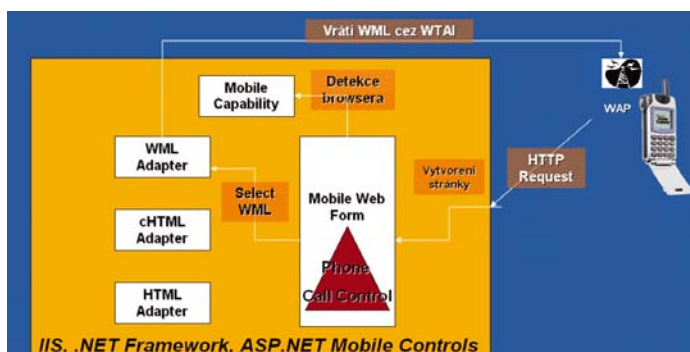 Vráti WML cez WTAI
Mobile
Capability
Detekce
browsera
WAP
WML
Adapter
HTTP
Request
Vytvoreni
stránky
Select
WML
Mobile Web
Form
cHTML
Adapter
Phone
Call Control
HTML
Adapter
IIS, .NET Framework, ASP.NET Mobile Controls